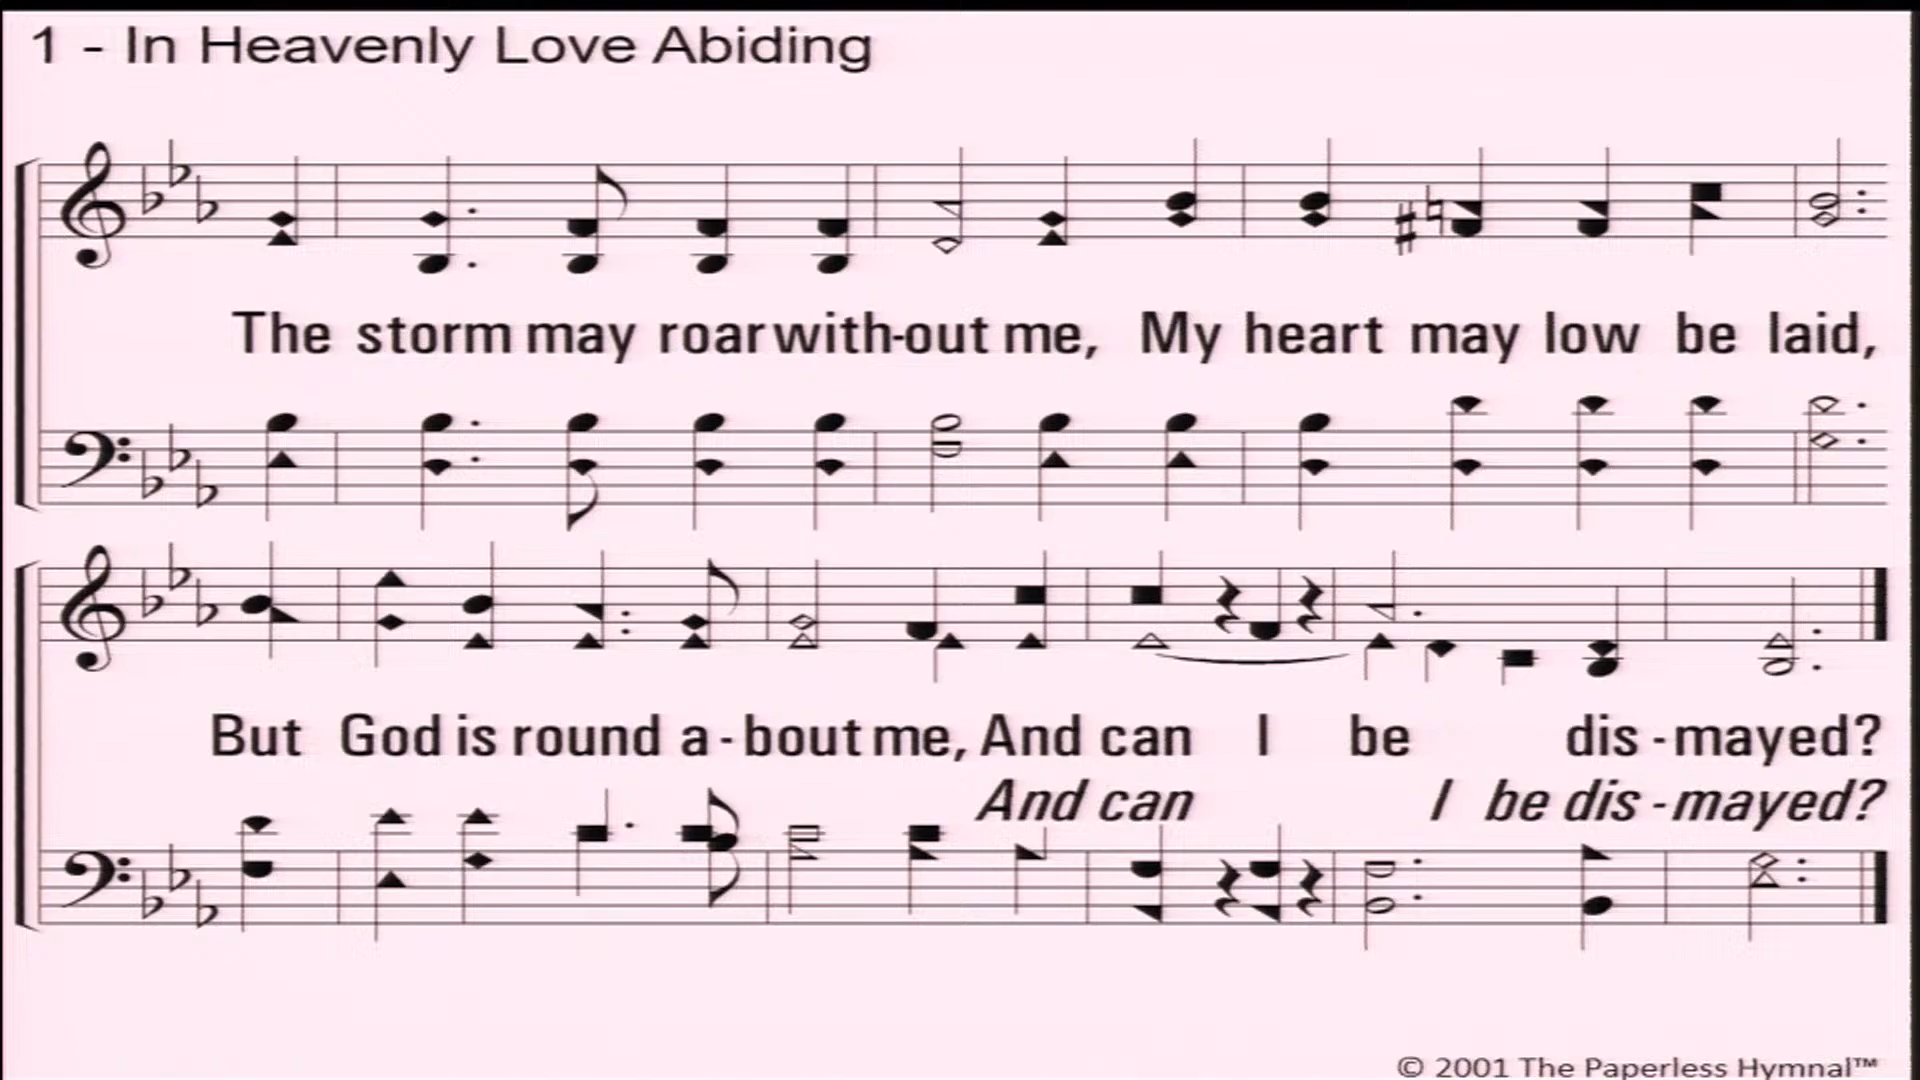 1 - In Heavenly Love Abiding
The storm may roar with-out me, My heart may low be laid,
But God is round a - bout me, And can I be dis - mayed?
And can I be dis - mayed?
© 2001 The Paperless Hymnal™